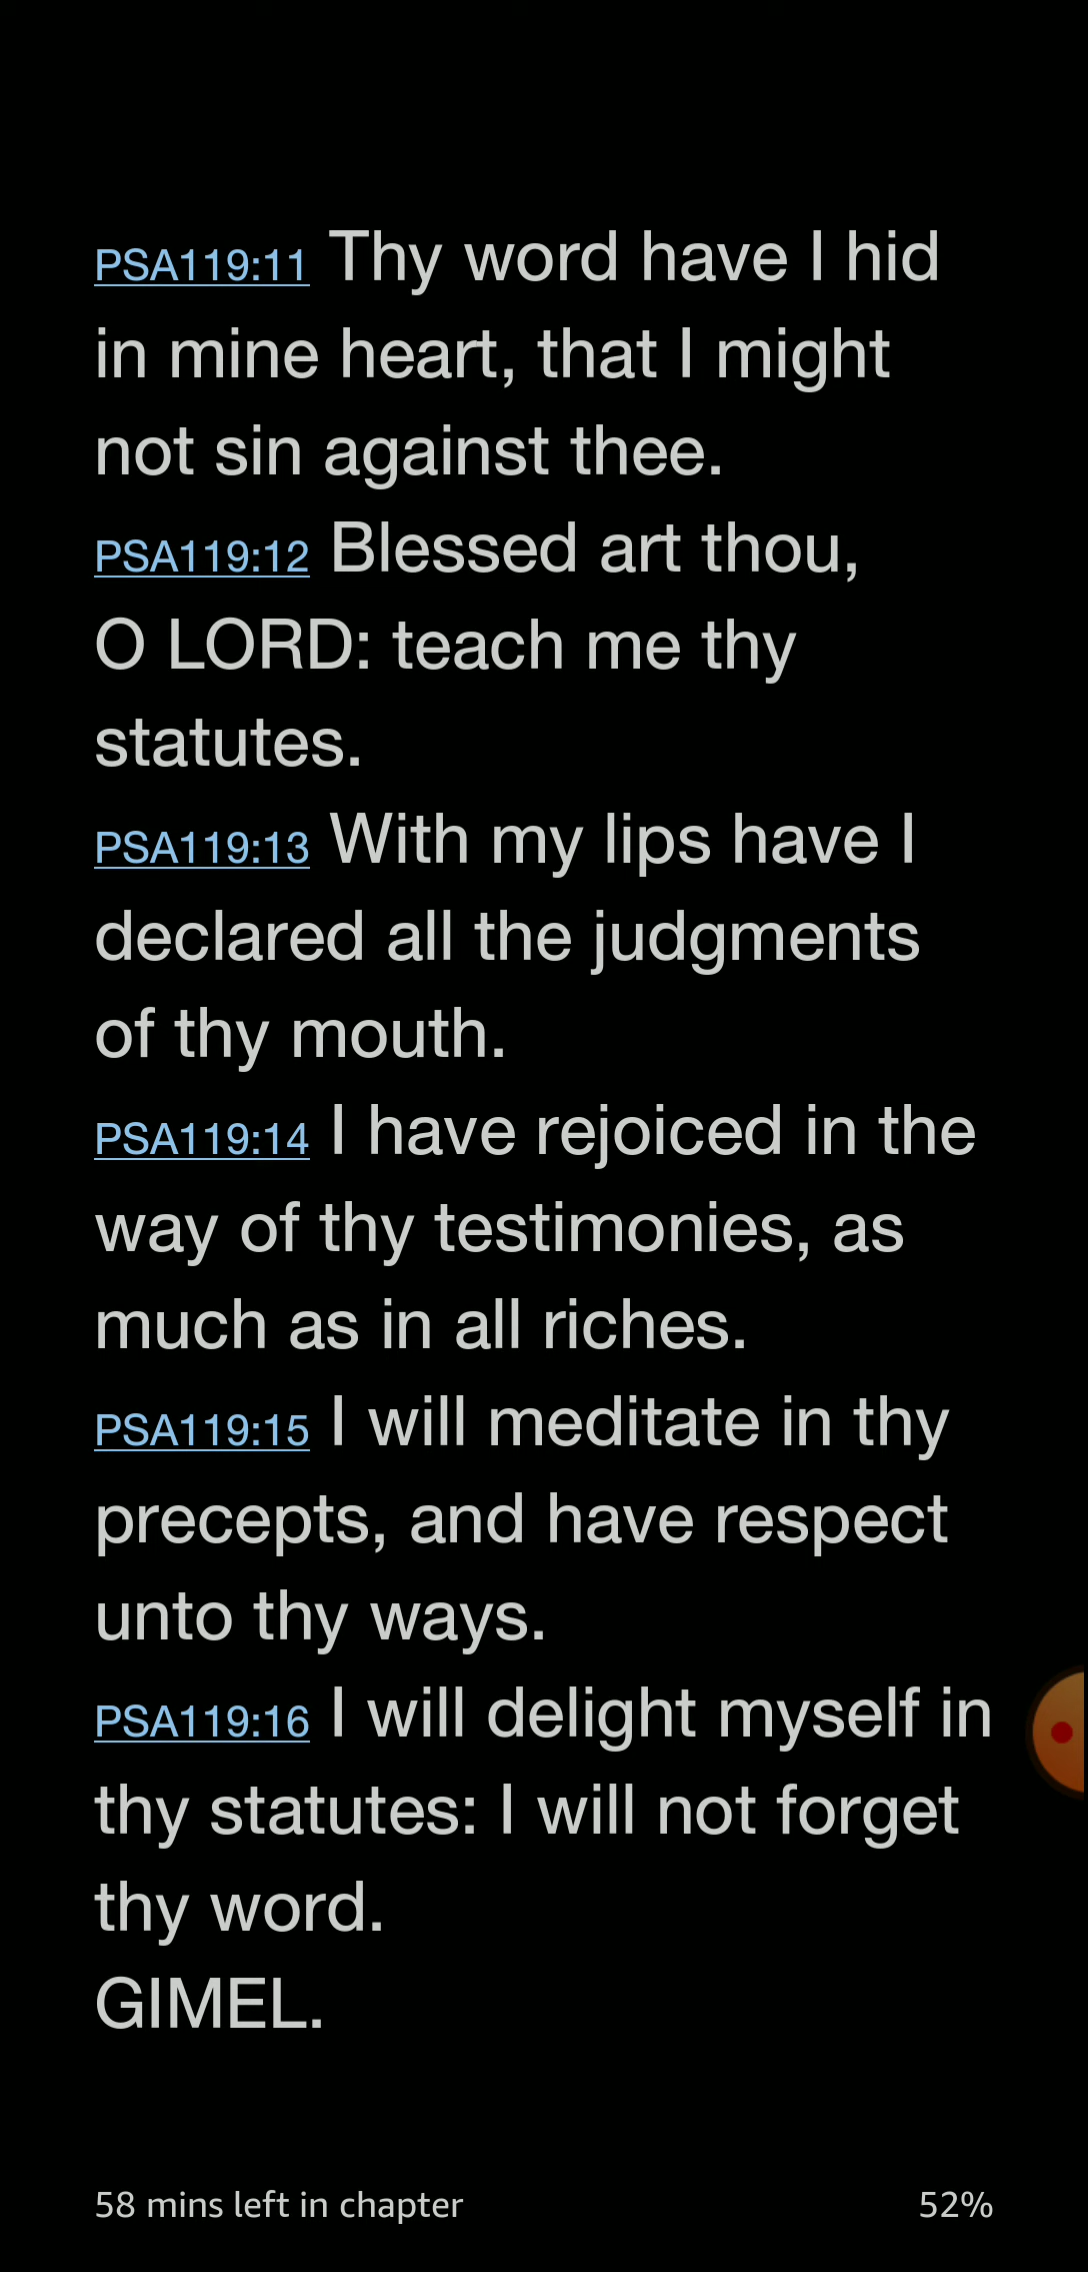 PSA119:11 Thy word have I hid
in mine heart, that I might
not sin against thee.
PSA119:12 Blessed art thou,
O LORD: teach me thy
statutes.
PSA119:13 With my lips have I
declared all the judgments
of thy mouth.
PSA119:14 I have rejoiced in the
way of thy testimonies, as
much as in all riches.
PSA119:15 I will meditate in thy
precepts, and have respect
unto thy ways.
PSA119:16 I will delight myself in
thy statutes: I will not forget
thy word.
GIMEL.
58 mins left in chapter 52%